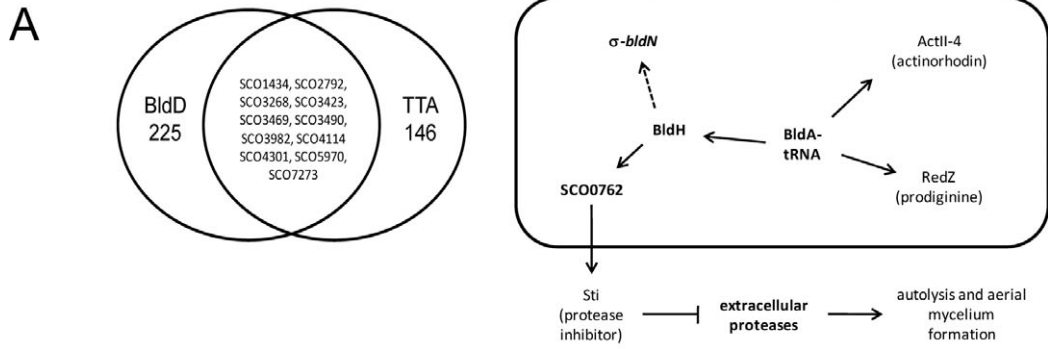 A
BldD
225
SCO1434, SCO2792,
SCO3268, SCO3423,
SCO3469, SCO3490,
SCO3982, SCO4114
SCO4301, SCO5970,
SCO7273
TTA
146
σ-bldN
ActII-4
(actinorhodin)
BldH
BldA-
tRNA
SCO0762
RedZ
(prodiginine)
Sti
(protease
inhibitor)
extracellular
proteases
autolysis and aerial
mycelium
formation